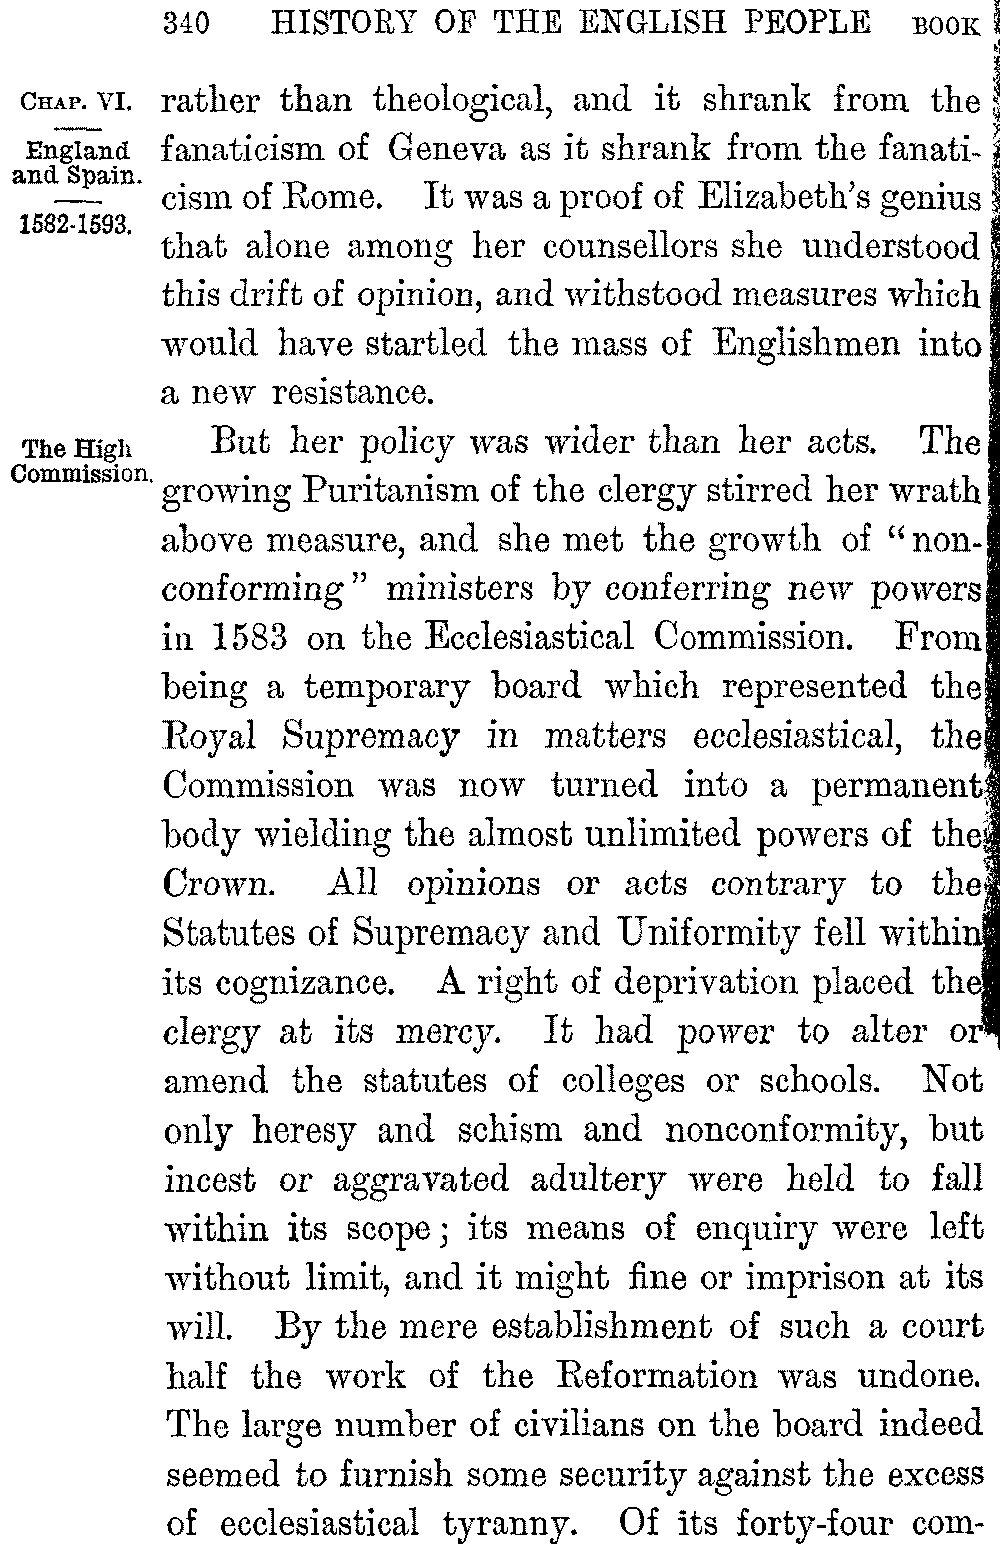 340 HISTORY OF THE ENGLISH PEOPLE BOOK
CHAP. VI.
England
and Spain.
1582-1593.
rather than theological, and it shrank from the
fanaticism of Geneva as it shrank from the fanati-
cism of Rome. It was a proof of Elizabeth's genius
that alone among her counsellors she understood
this drift of opinion, and withstood measures which
would have startled the mass of Englishmen into
a new resistance.
The High
Commission.
But her policy was wider than her acts. The
growing Puritanism of the clergy stirred her wrath
above measure, and she met the growth of "non-
conforming" ministers by conferring new powers
in 1583 on the Ecclesiastical Commission. From
being a temporary board which represented the
Royal Supremacy in matters ecclesiastical, the
Commission was now turned into a permanent
body wielding the almost unlimited powers of the
Crown. All opinions or acts contrary to the
Statutes of Supremacy and Uniformity fell within
its cognizance. A right of deprivation placed the
clergy at its mercy. It had power to alter or
amend the statutes of colleges or schools. Not
only heresy and schism and nonconformity, but
incest or aggravated adultery were held to fall
within its scope; its means of enquiry were left
without limit, and it might fine or imprison at its
will. By the mere establishment of such a court
half the work of the Reformation was undone.
The large number of civilians on the board indeed
seemed to furnish some security against the excess
of ecclesiastical tyranny. Of its forty-four com-